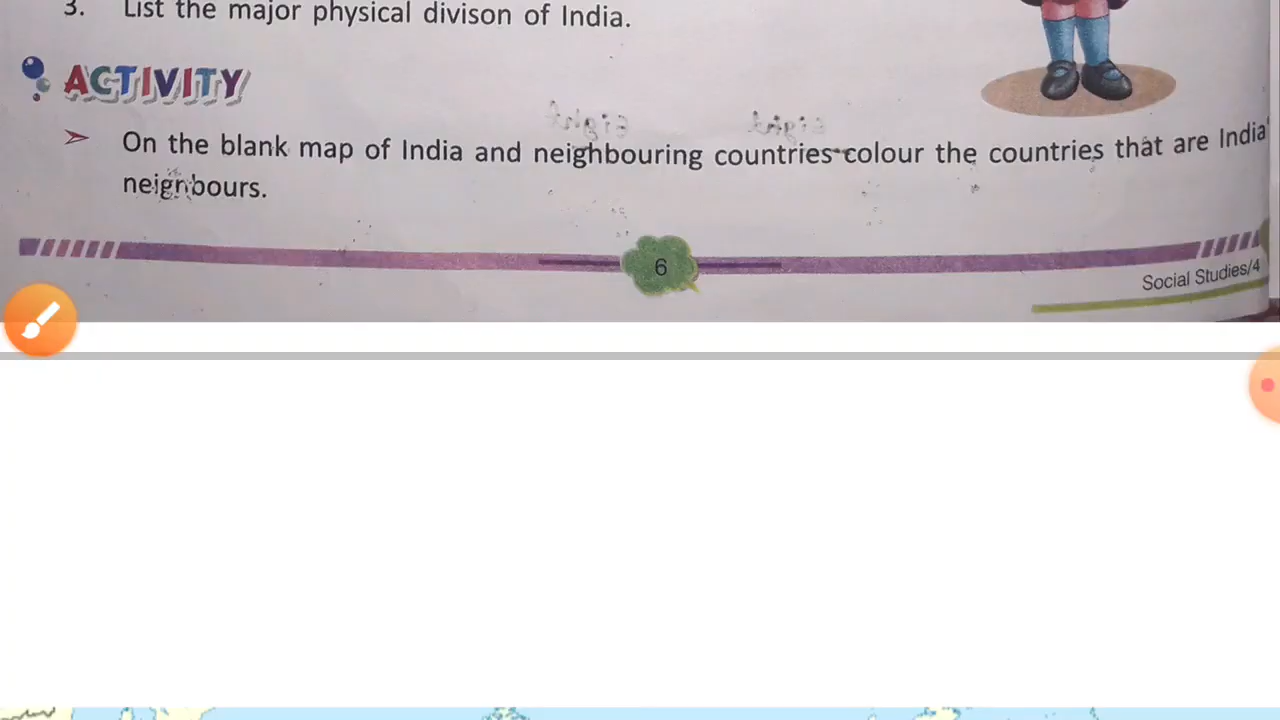 3. List the major physical divison of India.
ACTIVITY
➢ On the blank map of India and neighbouring countries colour the countries that are India'
neighbours.
6
Social Studies/4